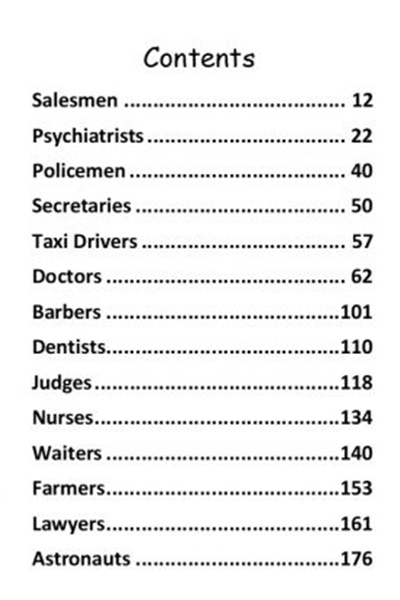 Contents
Salesmen ..................................... 12
Psychiatrists ................................. 22
Policemen .................................... 40
Secretaries ................................... 50
Taxi Drivers .................................. 57
Doctors ........................................ 62
Barbers .......................................101
Dentists.......................................110
Judges .........................................118
Nurses.........................................134
Waiters .......................................140
Farmers.......................................153
Lawyers.......................................161
Astronauts ..................................176